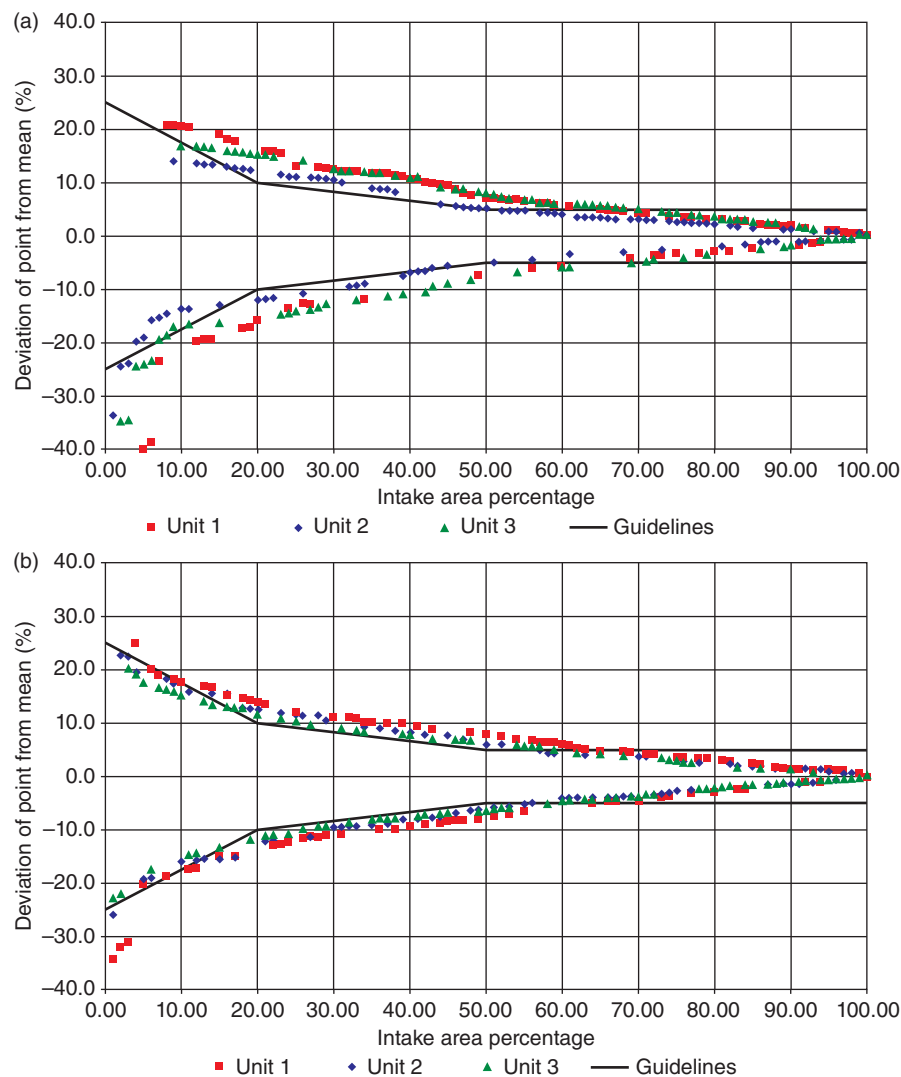 (a)
40.0
30.0
20.0
10.0
0.0
–10.0
–20.0
–30.0
–40.0
Deviation of point from mean (%)
0.00 10.00 20.00 30.00 40.00 50.00 60.00 70.00 80.00 90.00 100.00
Intake area percentage
Unit 1 Unit 2 Unit 3 Guidelines
(b)
40.0
30.0
20.0
10.0
0.0
–10.0
–20.0
–30.0
–40.0
Deviation of point from mean (%)
0.00 10.00 20.00 30.00 40.00 50.00 60.00 70.00 80.00 90.00 100.00
Intake area percentage
Unit 1 Unit 2 Unit 3 Guidelines